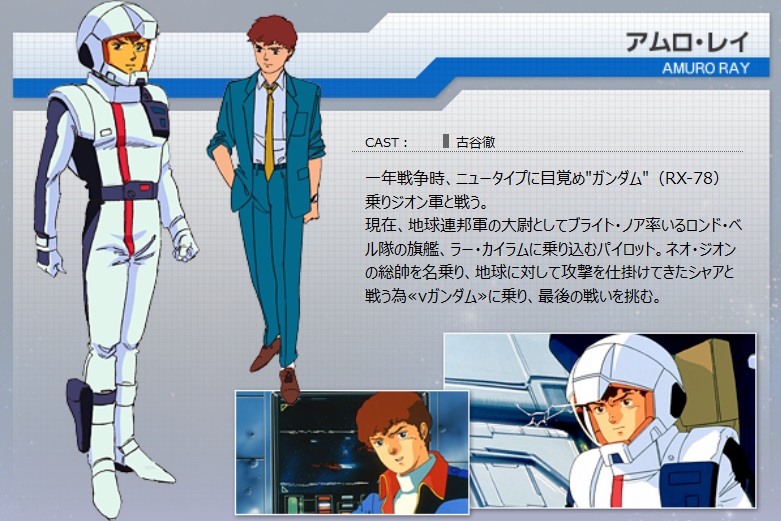 アムロ・レイ
AMURO RAY
CAST： 古谷徹
一年戦争時、ニュータイプに目覚め"ガンダム"（RX-78）
乗りジオン軍と戦う。
現在、地球連邦軍の大尉としてブライト・ノア率いるロンド・ベ
ル隊の旗艦、ラー・カイラムに乗り込むパイロット。ネオ・ジオン
の総帥を名乗り、地球に対して攻撃を仕掛けてきたシャアと
戦う為«νガンダム»に乗り、最後の戦いを挑む。